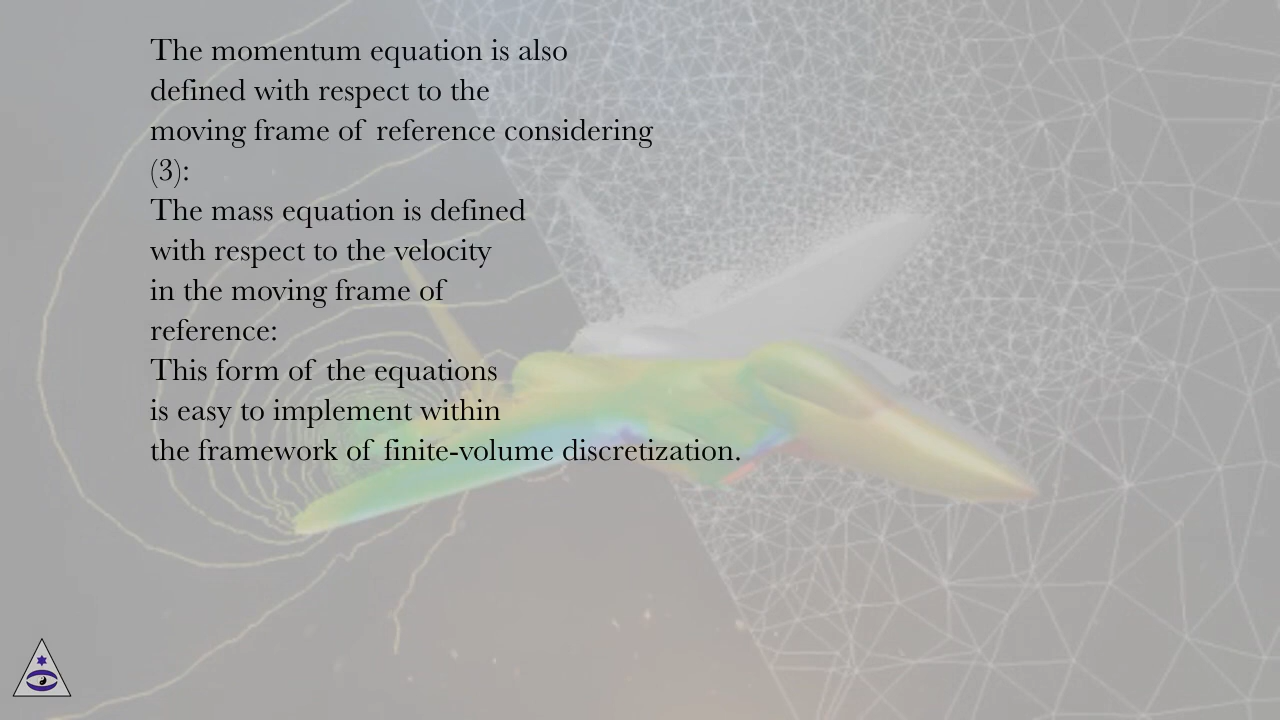 The momentum equation is also
defined with respect to the
moving frame of reference considering
(3):
The mass equation is defined
with respect to the velocity
in the moving frame of
reference:
This form of the equations
is easy to implement within
the framework of finite-volume discretization.